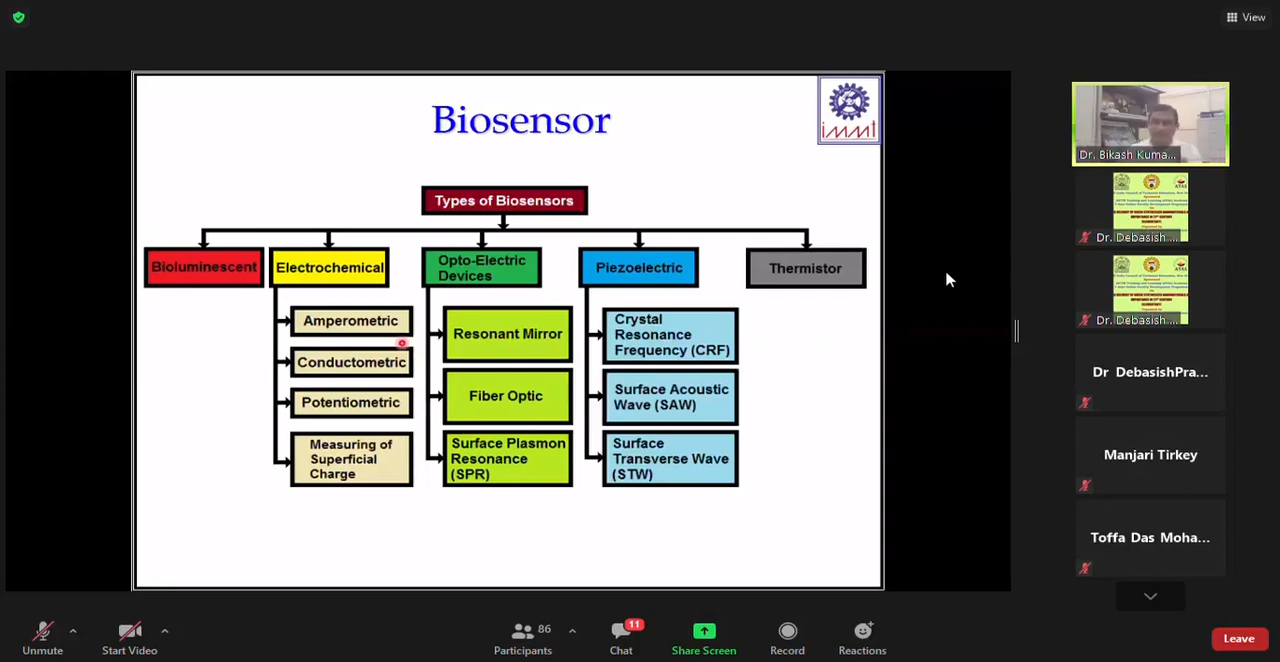 View
Biosensor
immt
Types of Biosensors
Bioluminescent
Electrochemical
Opto-Electric
Devices
Piezoelectric
Thermistor
Amperometric
Conductometric
Potentiometric
Measuring of
Superficial
Charge
Resonant Mirror
Fiber Optic
Surface Plasmon
Resonance
(SPR)
Crystal
Resonance
Frequency (CRF)
Surface Acoustic
Wave (SAW)
Surface
Transverse Wave
(STW)
Dr. Bikash Kuma...
Dr. Debasish ...
Dr. Debasish ...
Dr DebasishPra...
Manjari Tirkey
Toffa Das Moha...
Unmute
Start Video
Participants
86
Chat
11
Share Screen
Record
Reactions
Leave